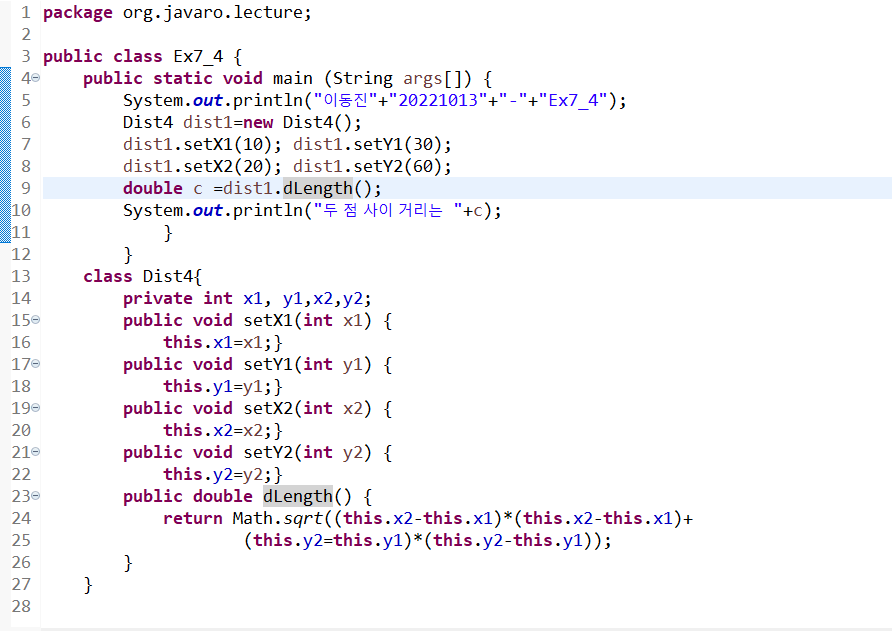 1 package org.javaro.lecture;
2
3 public class Ex7_4 {
4     public static void main (String args[]) {
5         System.out.println("이동진"+"20221013"+"-"+"Ex7_4");
6         Dist4 dist1=new Dist4();
7         dist1.setX1(10); dist1.setY1(30);
8         dist1.setX2(20); dist1.setY2(60);
9         double c =dist1.dLength();
10         System.out.println("두 점 사이 거리는 "+c);
11             }
12         }
13     class Dist4{
14         private int x1, y1,x2,y2;
15         public void setX1(int x1) {
16             this.x1=x1;}
17         public void setY1(int y1) {
18             this.y1=y1;}
19         public void setX2(int x2) {
20             this.x2=x2;}
21         public void setY2(int y2) {
22             this.y2=y2;}
23         public double dLength() {
24             return Math.sqrt((this.x2-this.x1)*(this.x2-this.x1)+
25                     (this.y2=this.y1)*(this.y2-this.y1));
26         }
27     }
28